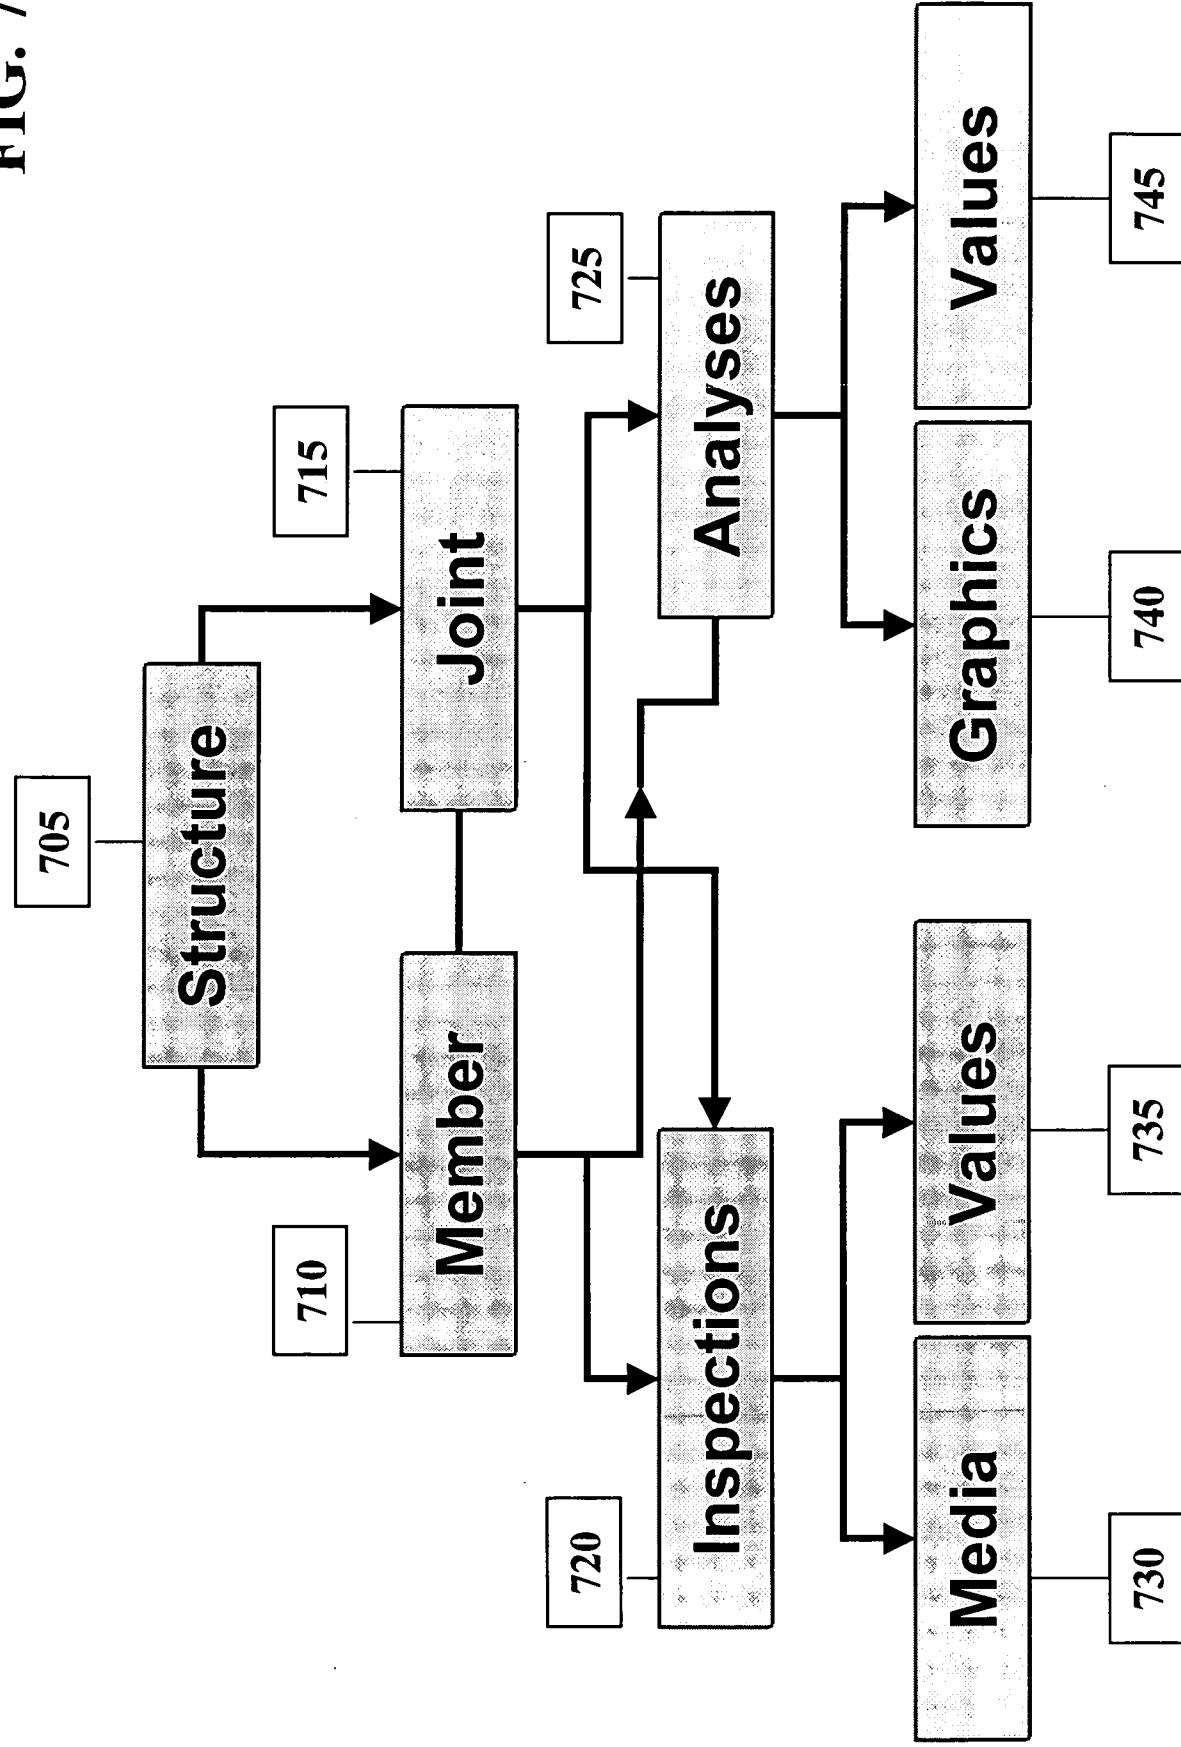 FIG. 7
705
Structure
710
715
Member
Joint
720
725
Inspections
Analyses
Media
Values
Graphics
Values
730
735
740
745